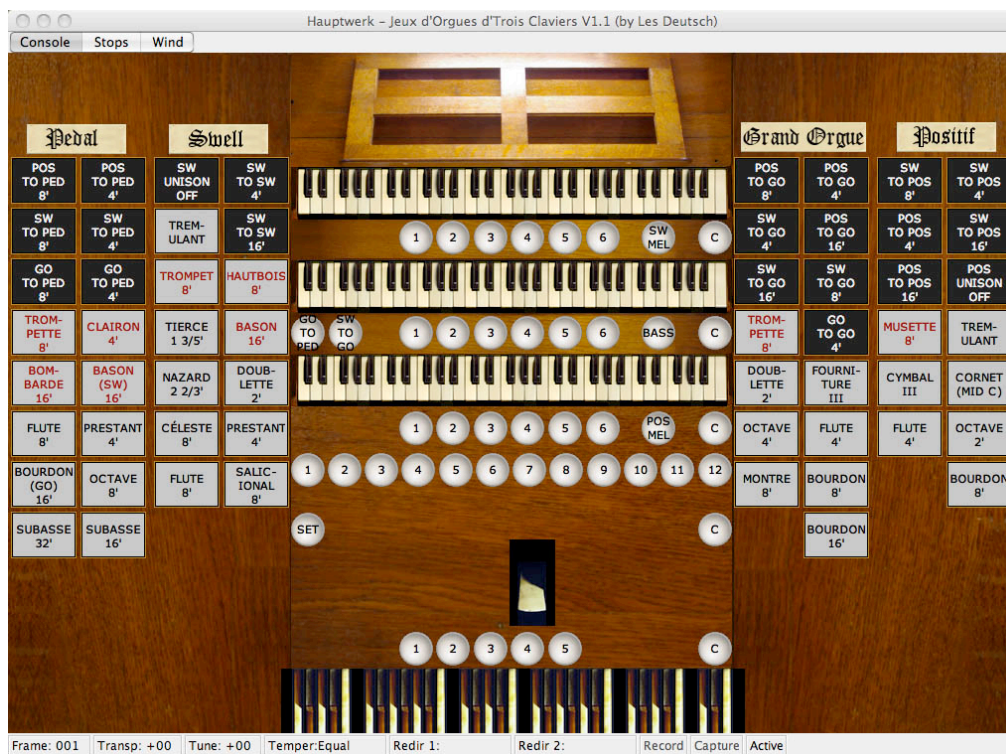 Hauptwerk - Jeux d'Orgues d'Trois Claviers V1.1 (by Les Deutsch)
Console Stops Wind
Pedal Swell Grand Orgue Positif
POS
TO PED
8'
POS
TO PED
4'
SW
UNISON
OFF
SW
TO SW
4'
POS
TO GO
8'
POS
TO GO
4'
SW
TO POS
8'
SW
TO POS
4'
SW
TO PED
8'
SW
TO PED
4'
TREM-
ULANT
SW
TO SW
16'
1 2 3 4 5 6
SW
MEL
C
SW
TO GO
4'
POS
TO GO
16'
POS
TO POS
4'
SW
TO POS
16'
GO
TO PED
8'
GO
TO PED
4'
TROMPET
8'
HAUTBOIS
8'
SW
TO GO
16'
SW
TO GO
8'
POS
TO POS
16'
POS
UNISON
OFF
TROM-
PETTE
8'
CLAIRON
4'
TIERCE
1 3/5'
BASON
16'
GO
TO
PED
SW
TO
GO
1 2 3 4 5 6 BASS C
TROM-
PETTE
8'
GO
TO GO
4'
MUSETTE
8'
TREM-
ULANT
BOM-
BARDE
16'
BASON
(SW)
16'
NAZARD
2 2/3'
DOUB-
LETTE
2'
DOUB-
LETTE
2'
FOURNI-
TURE
III
CYMBAL
III
CORNET
(MID C)
FLUTE
8'
PRESTANT
4'
CÉLESTE
8'
PRESTANT
4'
1 2 3 4 5 6
POS
MEL
C
OCTAVE
4'
FLUTE
4'
FLUTE
4'
OCTAVE
2'
BOURDON
(GO)
16'
OCTAVE
8'
FLUTE
8'
SALIC-
IONAL
8'
1 2 3 4 5 6 7 8 9 10 11 12
MONTRE
8'
BOURDON
8'
BOURDON
8'
SUBASSE
32'
SUBASSE
16'
SET C
BOURDON
16'
1 2 3 4 5 C
Frame: 001 Transp: +00 Tune: +00 Temper:Equal Redir 1: Redir 2: Record Capture Active